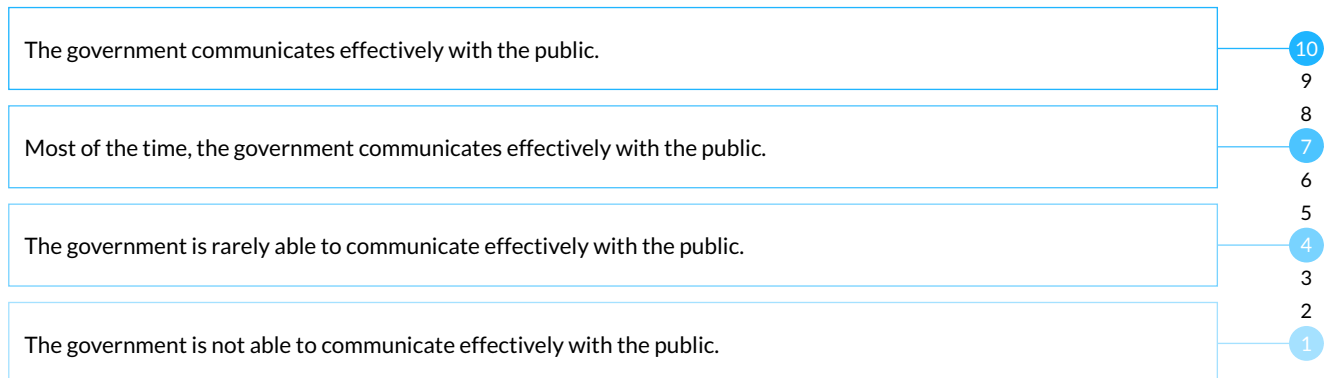 The government communicates effectively with the public.
10
9
8
Most of the time, the government communicates effectively with the public.
7
6
5
The government is rarely able to communicate effectively with the public.
4
3
2
The government is not able to communicate effectively with the public.
1